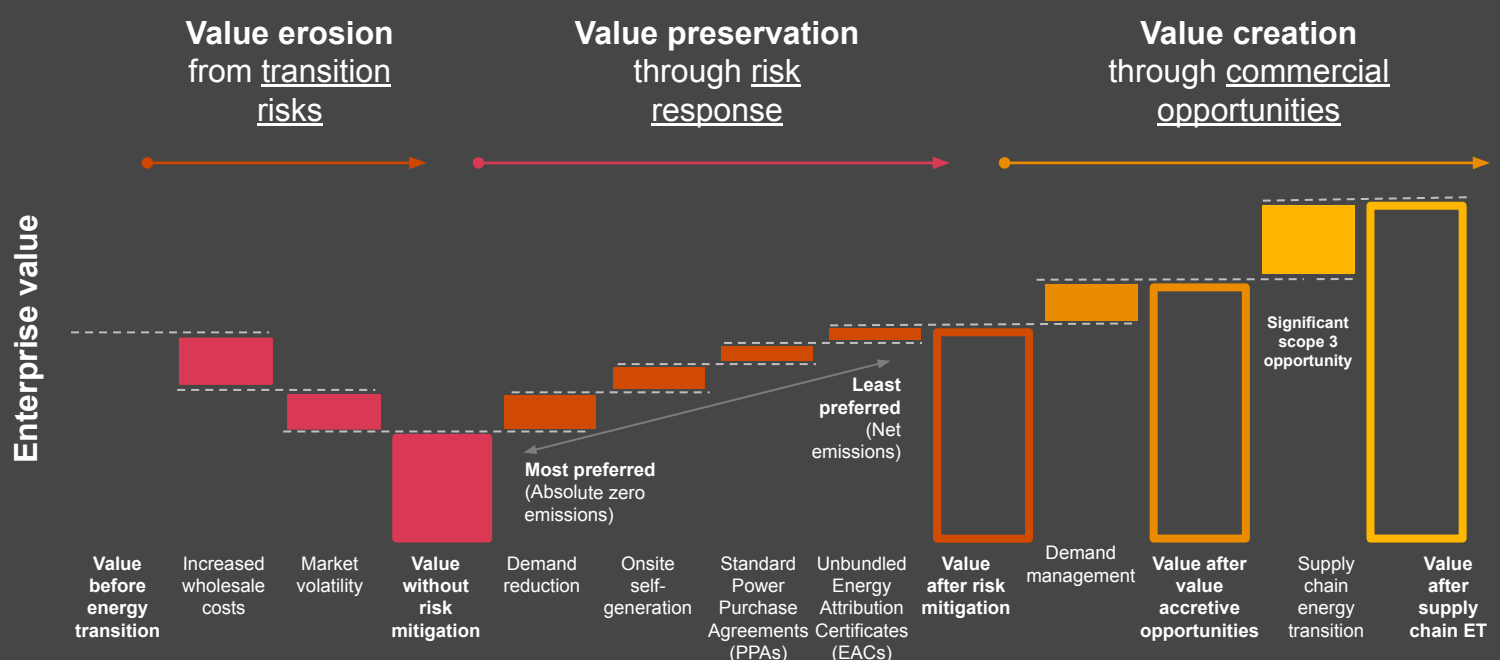 Value erosion
from transition
risks
Value preservation
through risk
response
Value creation
through commercial
opportunities
Enterprise value
Significant
scope 3
opportunity
Least
preferred
(Net
emissions)
Most preferred
(Absolute zero
emissions)
Value
before
energy
transition
Increased
wholesale
costs
Market
volatility
Value
without
risk
mitigation
Demand
reduction
Onsite
self-
generation
Standard
Power
Purchase
Agreements
(PPAs)
Unbundled
Energy
Attribution
Certificates
(EACs)
Value
after risk
mitigation
Demand
management
Value after
value
accretive
opportunities
Supply
chain
energy
transition
Value
after
supply
chain ET